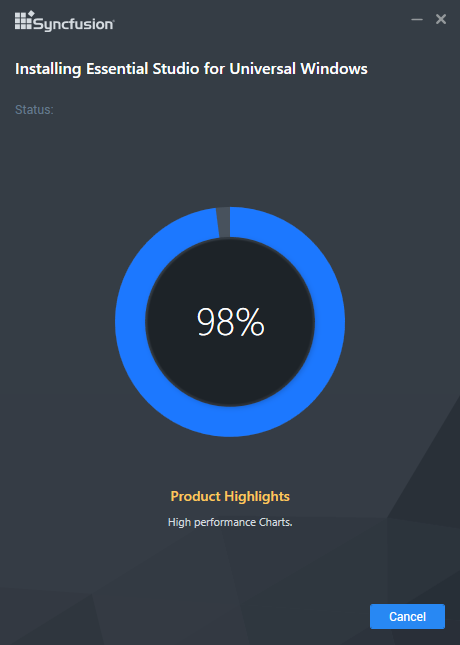 Syncfusion
Installing Essential Studio for Universal Windows
Status:
98%
Product Highlights
High performance Charts.
Cancel